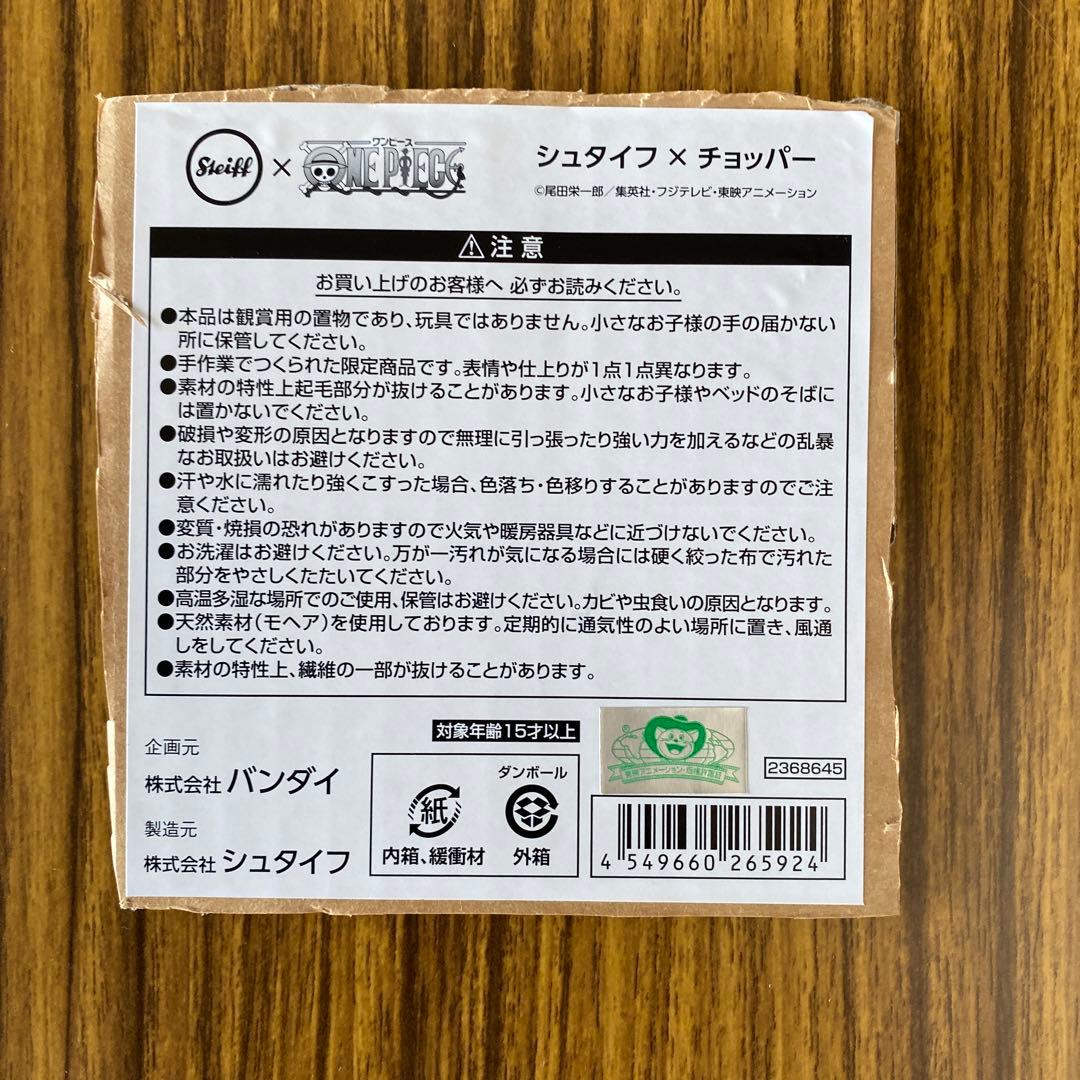 Steiff × ワンピース ONE PIECE シュタイフ × チョッパー
©尾田栄一郎／集英社・フジテレビ・東映アニメーション
⚠注意
お買い上げのお客様へ 必ずお読みください。
●本品は観賞用の置物であり、玩具ではありません。小さなお子様の手の届かない
所に保管してください。
●手作業でつくられた限定商品です。表情や仕上りが1点1点異なります。
●素材の特性上起毛部分が抜けることがあります。小さなお子様やベッドのそばに
は置かないでください。
●破損や変形の原因となりますので無理に引っ張ったり強い力を加えるなどの乱暴
なお取扱いはお避けください。
●汗や水に濡れたり強くこすった場合、色落ち・色移りすることがありますのでご注
意ください。
●変質・焼損の恐れがありますので火気や暖房器具などに近づけないでください。
●お洗濯はお避けください。万が一汚れが気になる場合には硬く絞った布で汚れた
部分をやさしくたたいてください。
●高温多湿な場所でのご使用、保管はお避けください。カビや虫食いの原因となります。
●天然素材（モヘア）を使用しております。定期的に通気性のよい場所に置き、風通
しをしてください。
●素材の特性上、繊維の一部が抜けることがあります。
対象年齢15才以上
企画元
株式会社 バンダイ
製造元
株式会社 シュタイフ
紙
内箱、緩衝材
ダンボール
外箱
東映アニメーション
2368645
4 549660 265924